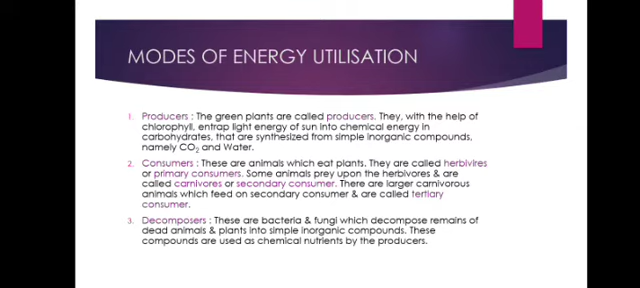 MODES OF ENERGY UTILISATION
1. Producers : The green plants are called producers. They, with the help of
chlorophyll, entrap light energy of sun into chemical energy in
carbohydrates, that are synthesized from simple inorganic compounds,
namely CO₂ and Water.
2. Consumers : These are animals which eat plants. They are called herbivires
or primary consumers. Some animals prey upon the herbivores & are
called carnivores or secondary consumer. There are larger carnivorous
animals which feed on secondary consumer & are called tertiary
consumer.
3. Decomposers : These are bacteria & fungi which decompose remains of
dead animals & plants into simple inorganic compounds. These
compounds are used as chemical nutrients by the producers.